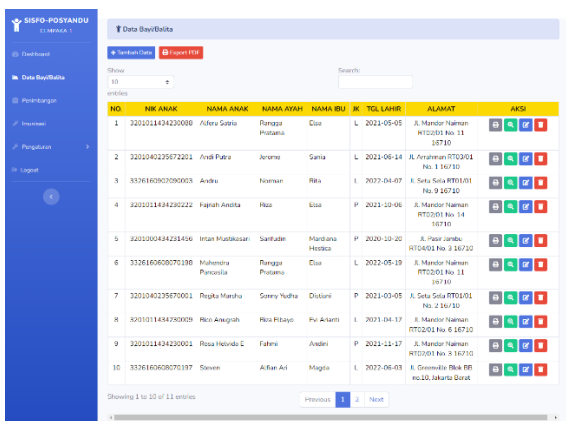 SISFO-POSYANDU
CEMPAKA 1
Dashboard
Data Bayi/Balita
Penimbangan
Imunisasi
Pengaturan
Logout
Data Bayi/Balita
+ Tambah Data Export PDF
Show
10
entries
Search:
NO. NIK ANAK NAMA ANAK NAMA AYAH NAMA IBU JK TGL LAHIR ALAMAT AKSI
1 3201011434230088 Alferu Satria Rangga Pratama Elsa L 2021-05-05 Jl. Mandor Naiman RT02/01 No. 11 16710
2 3201040235672201 Andi Putra Jerome Sania L 2021-06-14 Jl. Arrahman RT03/01 No. 1 16710
3 3326160902090003 Andru Norman Rita L 2022-04-07 Jl. Setu Sela RT01/01 No. 9 16710
4 3201011434230222 Fajriah Andita Riza Elsa P 2021-10-06 Jl. Mandor Naiman RT02/01 No. 14 16710
5 3201000434231456 Intan Mustikasari Sarifudin Mardiana Hestica P 2020-10-20 Jl. Pasir Jambu RT04/01 No. 3 16710
6 3326160608070198 Mahendra Pancasila Rangga Pratama Elsa L 2022-05-19 Jl. Mandor Naiman RT02/01 No. 11 16710
7 3201040235670001 Regita Marsha Sonny Yudha Distiani P 2021-03-05 Jl. Setu Sela RT01/01 No. 2 16710
8 3201011434230009 Rico Anugrah Riza Elbayo Evi Arianti L 2021-04-17 Jl. Mandor Naiman RT02/01 No. 6 16710
9 3201011434230001 Rosa Helvida E Fahmi Andini P 2021-11-17 Jl. Mandor Naiman RT02/01 No. 3 16710
10 3326160608070197 Steven Alfian Ari Magda L 2022-06-03 Jl. Greenville Blok BB no.10, Jakarta Barat
Showing 1 to 10 of 11 entries
Previous 1 2 Next